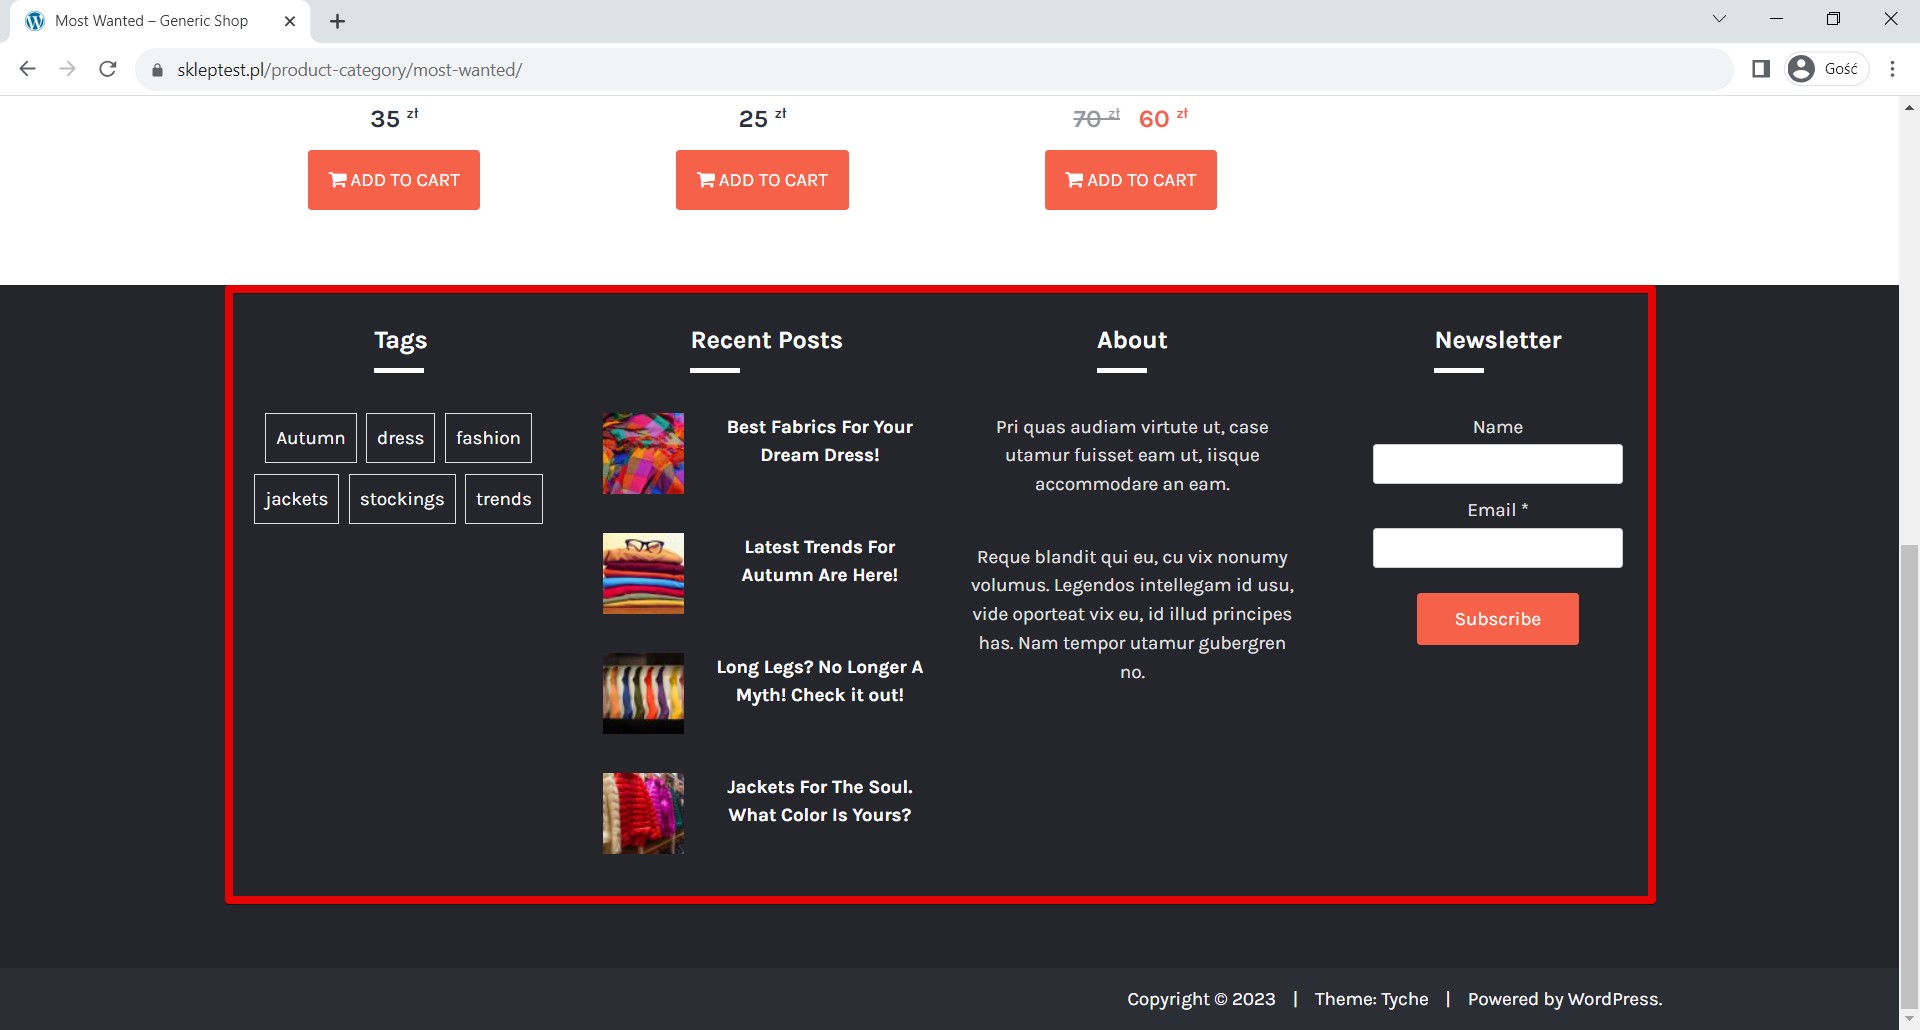 Most Wanted – Generic Shop
skleptest.pl/product-category/most-wanted/
Gość
35 zł
25 zł
70 zł 60 zł
ADD TO CART
ADD TO CART
ADD TO CART
Tags
Autumn dress fashion
jackets stockings trends
Recent Posts
Best Fabrics For Your
Dream Dress!
Latest Trends For
Autumn Are Here!
Long Legs? No Longer A
Myth! Check it out!
Jackets For The Soul.
What Color Is Yours?
About
Pri quas audiam virtute ut, case
utamur fuisset eam ut, iisque
accommodare an eam.
Reque blandit qui eu, cu vix nonumy
volumus. Legendos intellegam id usu,
vide oporteat vix eu, id illud principes
has. Nam tempor utamur gubergren
no.
Newsletter
Name
Email *
Subscribe
Copyright © 2023 | Theme: Tyche | Powered by WordPress.